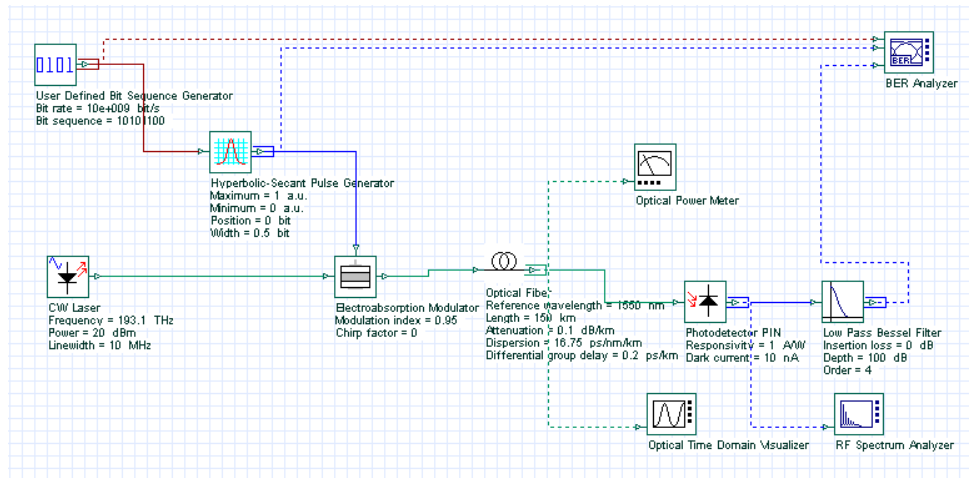 0101
User Defined Bit Sequence Generator
Bit rate = 10e+009 bit/s
Bit sequence = 10101100
BER
BER Analyzer
Hyperbolic-Secant Pulse Generator
Maximum = 1 a.u.
Minimum = 0 a.u.
Position = 0 bit
Width = 0.5 bit
Optical Power Meter
CW Laser
Frequency = 193.1 THz
Power = 20 dBm
Linewidth = 10 MHz
Electroabsorption Modulator
Modulation index = 0.95
Chirp factor = 0
Optical Fiber
Reference wavelength = 1550 nm
Length = 150 km
Attenuation = 0.1 dB/km
Dispersion = 16.75 ps/nm/km
Differential group delay = 0.2 ps/km
Photodetector PIN
Responsivity = 1 A/W
Dark current = 10 nA
Low Pass Bessel Filter
Insertion loss = 0 dB
Depth = 100 dB
Order = 4
Optical Time Domain Visualizer
RF Spectrum Analyzer